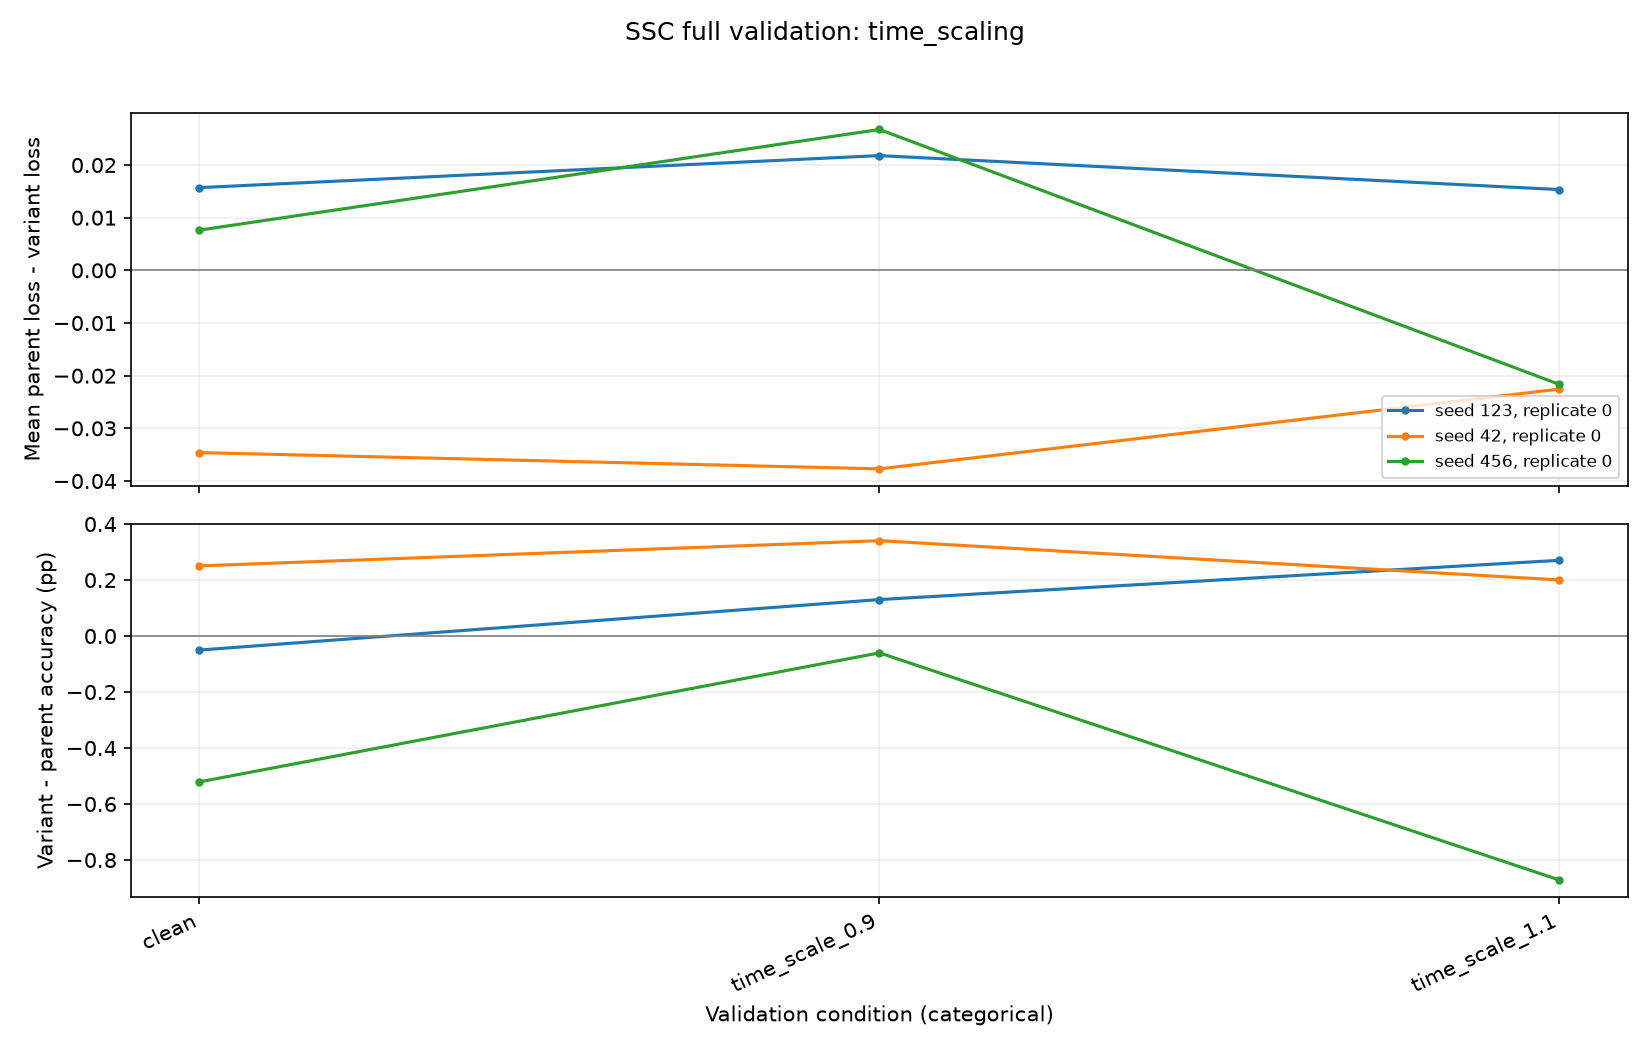 SSC full validation: time_scaling
Mean parent loss - variant loss
0.02
0.01
0.00
−0.01
−0.02
−0.03
−0.04
seed 123, replicate 0
seed 42, replicate 0
seed 456, replicate 0
Variant - parent accuracy (pp)
0.4
0.2
0.0
−0.2
−0.4
−0.6
−0.8
clean
time_scale_0.9
time_scale_1.1
Validation condition (categorical)